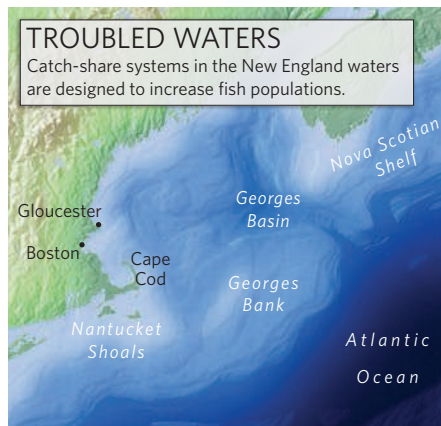 TROUBLED WATERS
Catch-share systems in the New England waters
are designed to increase fish populations.
Nova Scotian
Shelf
Georges
Basin
Gloucester
Boston
Cape
Cod
Georges
Bank
Nantucket
Shoals
Atlantic
Ocean